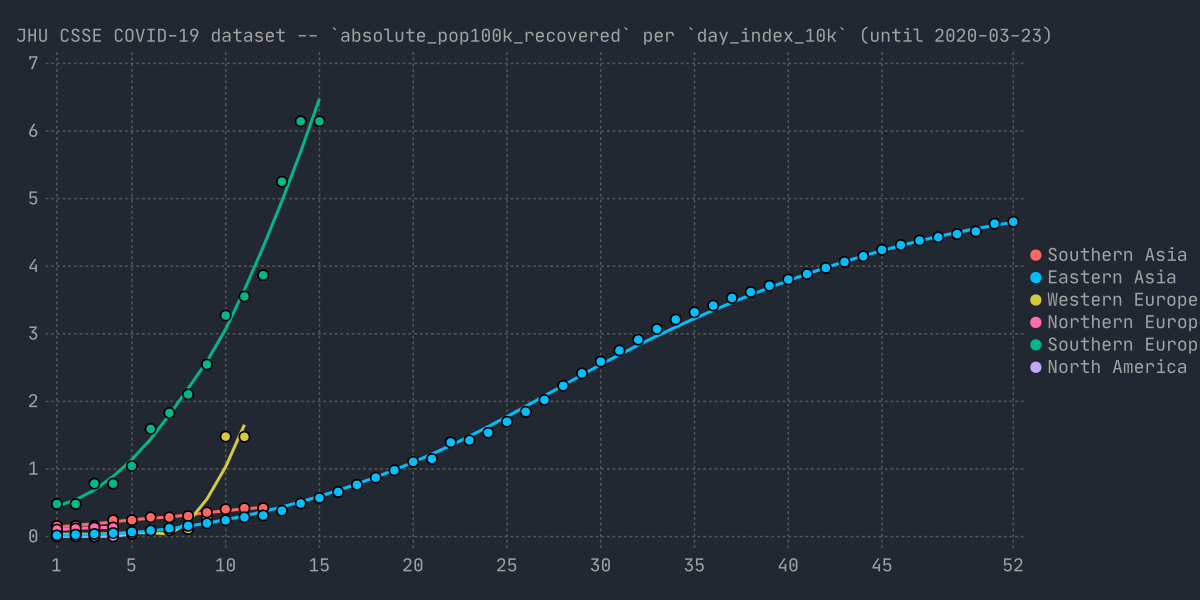 JHU CSSE COVID-19 dataset -- `absolute_pop100k_recovered` per `day_index_10k` (until 2020-03-23)
7
6
5
4
3
2
1
0
Southern Asia
Eastern Asia
Western Europe
Northern Europ
Southern Europ
North America
1 5 10 15 20 25 30 35 40 45 52